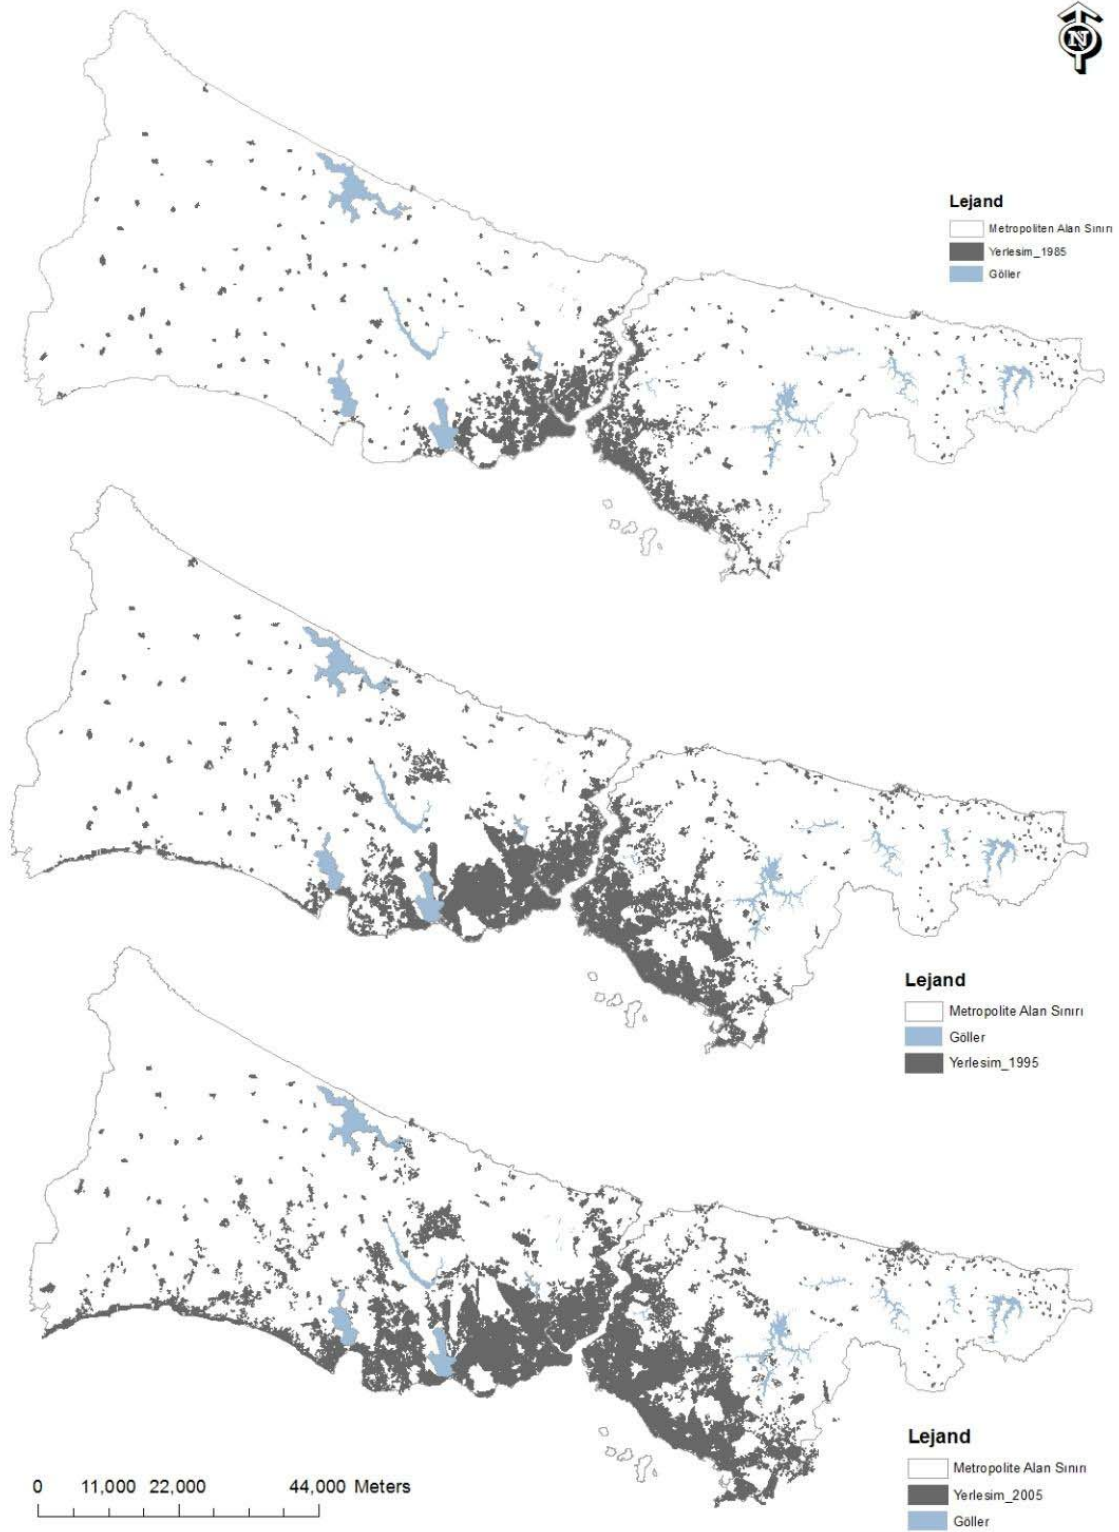 N
Lejand
Metropoliten Alan Sınırı
Yerlesim_1985
Göller
Lejand
Metropolite Alan Sınırı
Göller
Yerlesim_1995
Lejand
Metropolite Alan Sınırı
Yerlesim_2005
Göller
0 11,000 22,000 44,000 Meters